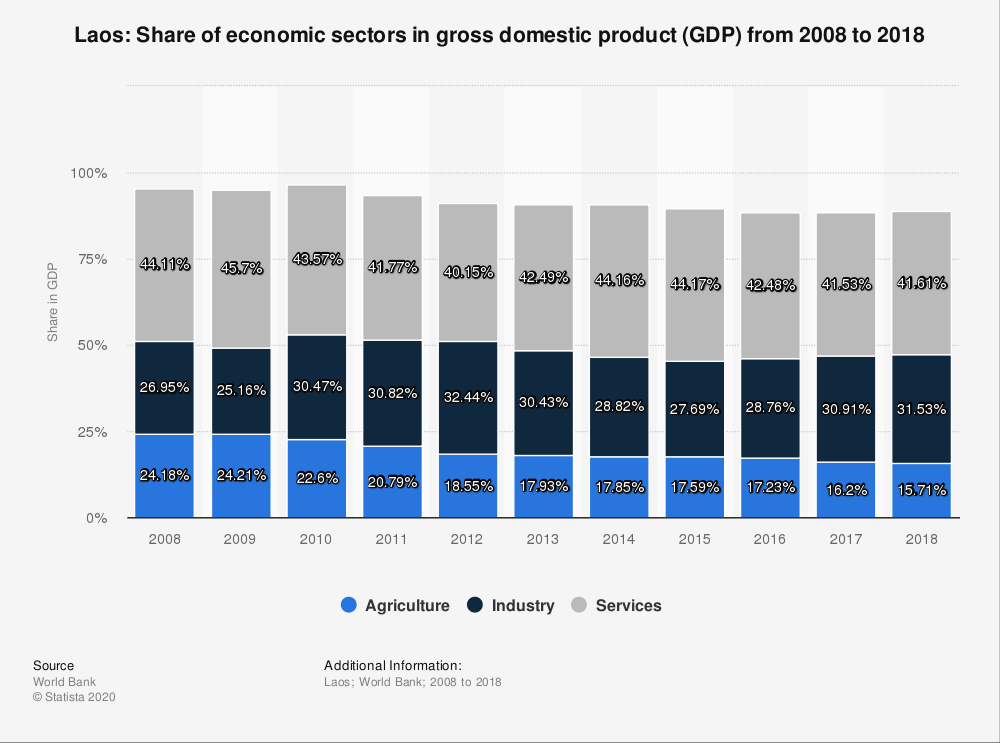 Laos: Share of economic sectors in gross domestic product (GDP) from 2008 to 2018
Share in GDP
100%
75%
50%
25%
0%
44.11% 45.7% 43.57% 41.77% 40.15% 42.49% 44.16% 44.17% 42.48% 41.53% 41.61%
26.95% 25.16% 30.47% 30.82% 32.44% 30.43% 28.82% 27.69% 28.76% 30.91% 31.53%
24.18% 24.21% 22.6% 20.79% 18.55% 17.93% 17.85% 17.59% 17.23% 16.2% 15.71%
2008 2009 2010 2011 2012 2013 2014 2015 2016 2017 2018
Agriculture Industry Services
Source
World Bank
© Statista 2020
Additional Information:
Laos; World Bank; 2008 to 2018